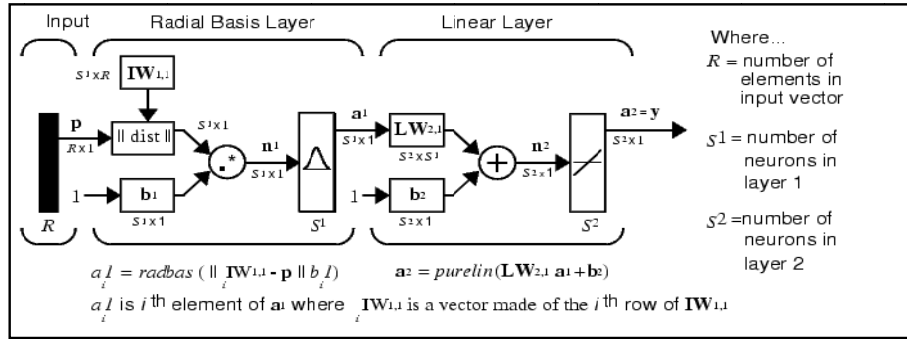 Input
Radial Basis Layer
Linear Layer
S1xR
IW1,1
p
Rx1
|| dist ||
S1x1
1
b1
S1x1
.*
n1
S1x1
R
S1
a1
S1x1
LW2,1
S2xS1
1
b2
S2x1
+
n2
S2x1
S2
a2 = y
S2x1
Where...
R = number of
elements in
input vector
S1 = number of
neurons in
layer 1
S2 = number of
neurons in
layer 2
ai1 = radbas ( || iIW1,1 - p || bi1)
a2 = purelin(LW2,1 a1 + b2)
ai1 is i th element of a1 where iIW1,1 is a vector made of the i th row of IW1,1